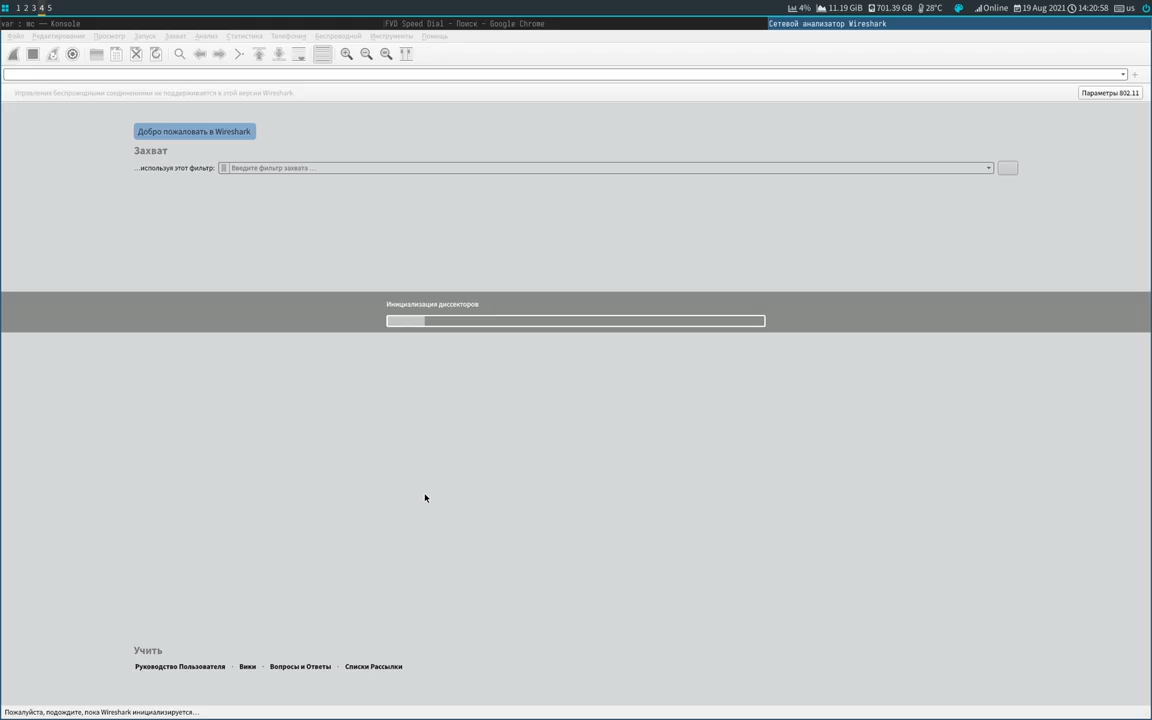 1 2 3 4 5 4% 11.19 GiB 701.39 GB 28°C Online 19 Aug 2021 14:20:58 us
var : mc — Konsole FVD Speed Dial - Поиск - Google Chrome Сетевой анализатор Wireshark
Файл Редактирование Просмотр Запуск Захват Анализ Статистика Телефония Беспроводной Инструменты Помощь
Управление беспроводными соединениями не поддерживается в этой версии Wireshark. Параметры 802.11
Добро пожаловать в Wireshark
Захват
…используя этот фильтр: Введите фильтр захвата …
Инициализация диссекторов
Учить
Руководство Пользователя · Вики · Вопросы и Ответы · Списки Рассылки
Пожалуйста, подождите, пока Wireshark инициализируется…